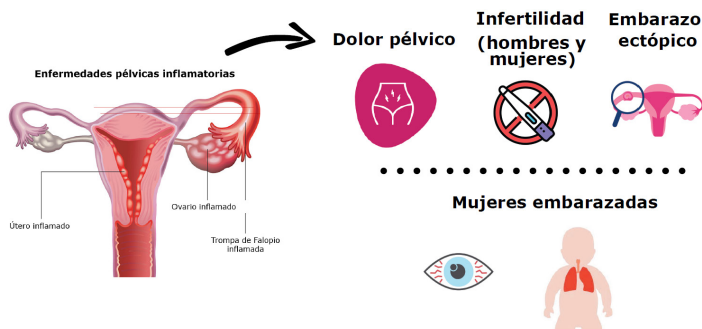 Enfermedades pélvicas inflamatorias
Útero inflamado
Ovario inflamado
Trompa de Falopio
inflamada
Dolor pélvico
Infertilidad
(hombres y
mujeres)
Embarazo
ectópico
Mujeres embarazadas